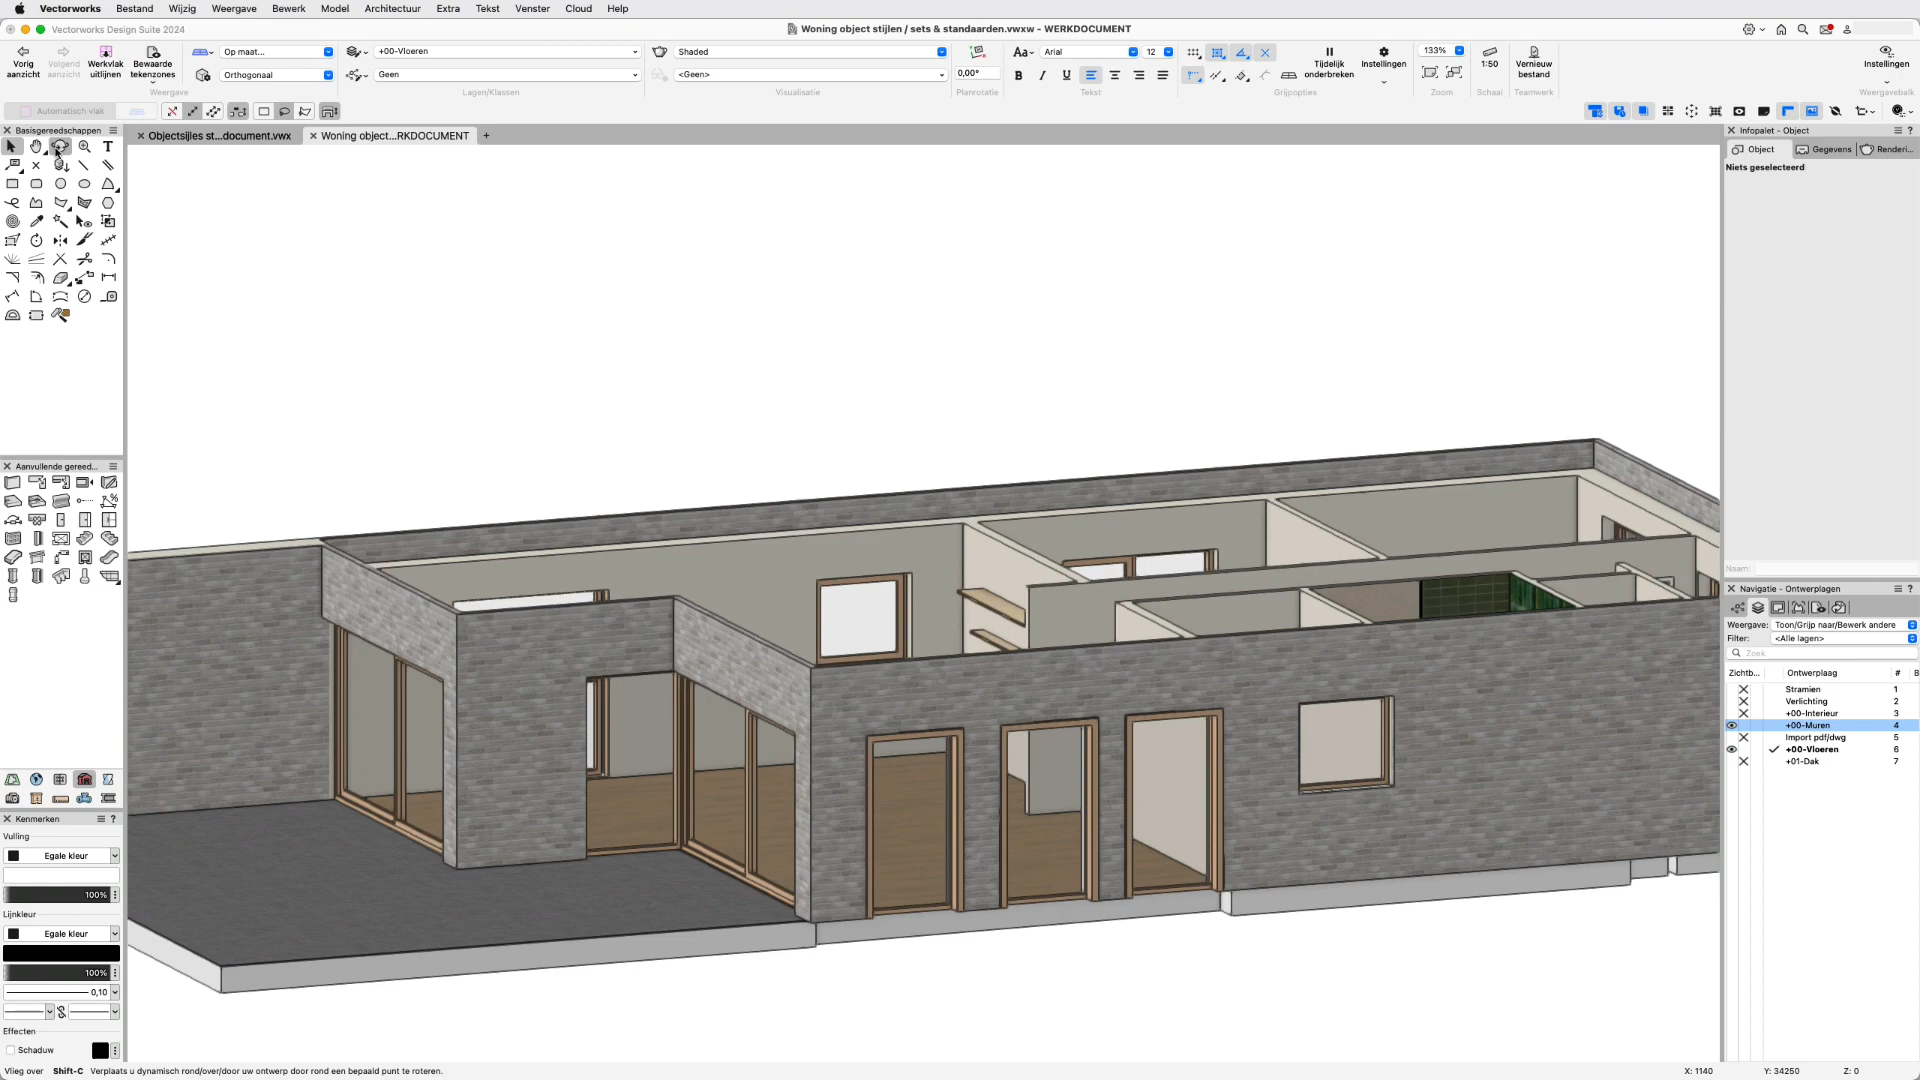 Vectorworks Bestand Wijzig Weergave Bewerk Model Architectuur Extra Tekst Venster Cloud Help
Vectorworks Design Suite 2024
Woning object stijlen / sets & standaarden.vwxw - WERKDOCUMENT
Vorig aanzicht
Volgend aanzicht
Werkvlak uitlijnen
Bewaarde tekenzones
Op maat...
Orthogonaal
Weergave
+00-Vloeren
Geen
Lagen/Klassen
Shaded
<Geen>
Visualisatie
0,00°
Planrotatie
Aa
Arial
12
B I U
Tekst
Tijdelijk onderbreken
Instellingen
Grijpopties
133%
Zoom
1:50
Schaal
Vernieuw bestand
Teamwerk
Instellingen
Weergavebalk
Automatisch vlak
Basisgereedschappen
Objectsijles st...document.vwx
Woning object...RKDOCUMENT
+
T
Aanvullende gereed...
Kenmerken
?
Vulling
Egale kleur
100%
Lijnkleur
Egale kleur
100%
0,10
Effecten
Schaduw
Infopalet - Object
?
Object
Gegevens
Renderi...
Niets geselecteerd
Naam:
Navigatie - Ontwerplagen
?
Weergave: Toon/Grijp naar/Bewerk andere
Filter: <Alle lagen>
Zoek
Zichtb... Ontwerplaag # B
Stramien 1
Verlichting 2
+00-Interieur 3
+00-Muren 4
Import pdf/dwg 5
+00-Vloeren 6
+01-Dak 7
Vlieg over Shift-C Verplaats u dynamisch rond/over/door uw ontwerp door rond een bepaald punt te roteren.
X: 1140 Y: 34250 Z: 0